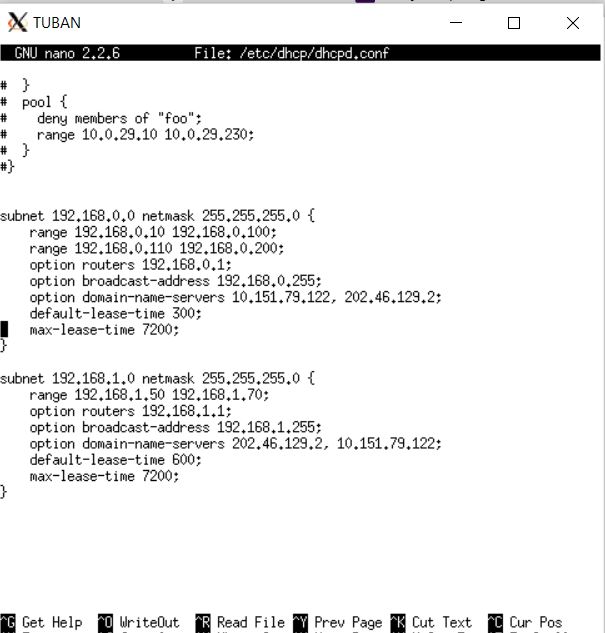 TUBAN
GNU nano 2.2.6 File: /etc/dhcp/dhcpd.conf
#  }
#  pool {
#    deny members of "foo";
#    range 10.0.29.10 10.0.29.230;
#  }
#}
subnet 192.168.0.0 netmask 255.255.255.0 {
    range 192.168.0.10 192.168.0.100;
    range 192.168.0.110 192.168.0.200;
    option routers 192.168.0.1;
    option broadcast-address 192.168.0.255;
    option domain-name-servers 10.151.79.122, 202.46.129.2;
    default-lease-time 300;
    max-lease-time 7200;
}
subnet 192.168.1.0 netmask 255.255.255.0 {
    range 192.168.1.50 192.168.1.70;
    option routers 192.168.1.1;
    option broadcast-address 192.168.1.255;
    option domain-name-servers 202.46.129.2, 10.151.79.122;
    default-lease-time 600;
    max-lease-time 7200;
}
^G Get Help ^O WriteOut ^R Read File ^Y Prev Page ^K Cut Text ^C Cur Pos